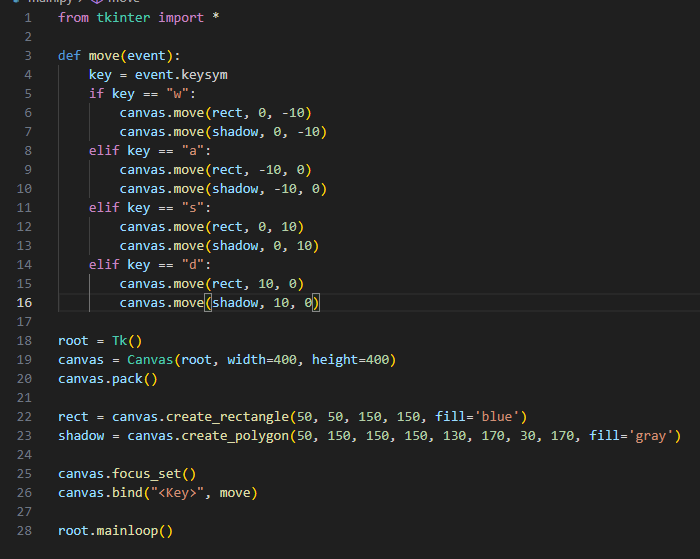 main.py > move
1 from tkinter import *
2
3 def move(event):
4     key = event.keysym
5     if key == "w":
6         canvas.move(rect, 0, -10)
7         canvas.move(shadow, 0, -10)
8     elif key == "a":
9         canvas.move(rect, -10, 0)
10         canvas.move(shadow, -10, 0)
11     elif key == "s":
12         canvas.move(rect, 0, 10)
13         canvas.move(shadow, 0, 10)
14     elif key == "d":
15         canvas.move(rect, 10, 0)
16         canvas.move(shadow, 10, 0)
17
18 root = Tk()
19 canvas = Canvas(root, width=400, height=400)
20 canvas.pack()
21
22 rect = canvas.create_rectangle(50, 50, 150, 150, fill='blue')
23 shadow = canvas.create_polygon(50, 150, 150, 150, 130, 170, 30, 170, fill='gray')
24
25 canvas.focus_set()
26 canvas.bind("<Key>", move)
27
28 root.mainloop()